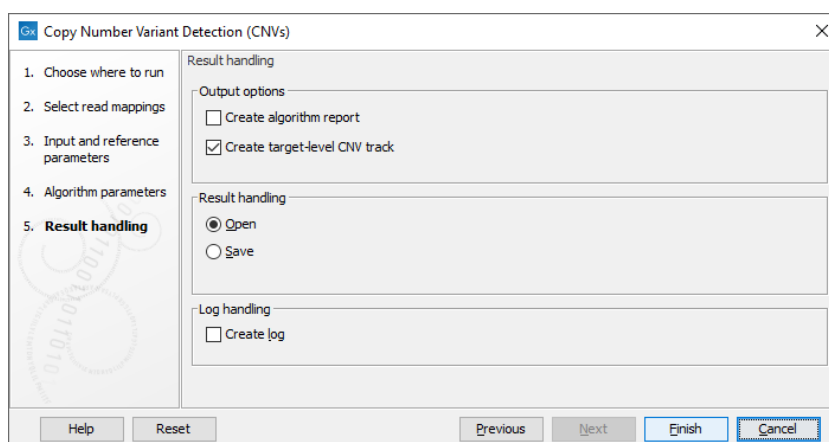 Gx Copy Number Variant Detection (CNVs)
1. Choose where to run
2. Select read mappings
3. Input and reference
parameters
4. Algorithm parameters
5. Result handling
Result handling
Output options
Create algorithm report
Create target-level CNV track
Result handling
Open
Save
Log handling
Create log
Help
Reset
Previous
Next
Finish
Cancel